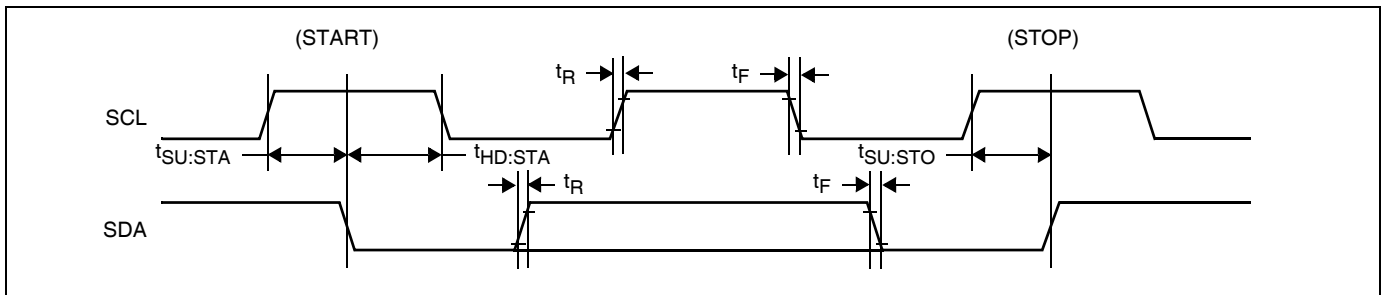 (START)
(STOP)
tR
tF
SCL
tSU:STA
tHD:STA
tSU:STO
tR
tF
SDA